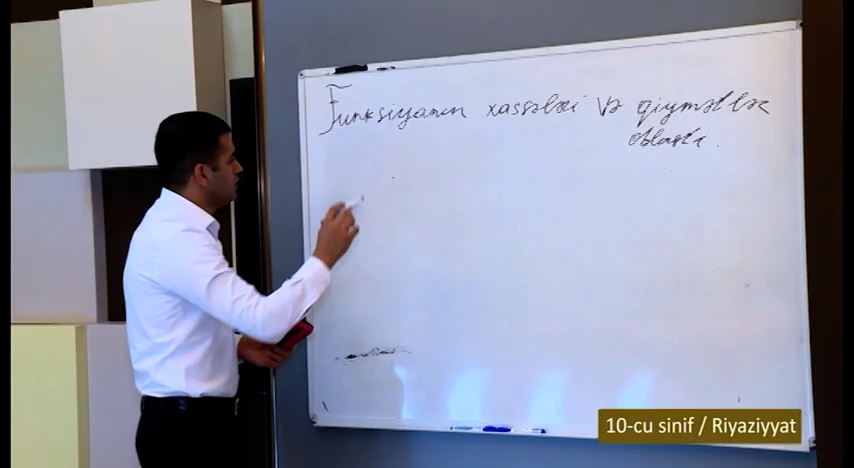 Funksiyanın xassələri və qiymətlər
oblastı.
10-cu sinif / Riyaziyyat